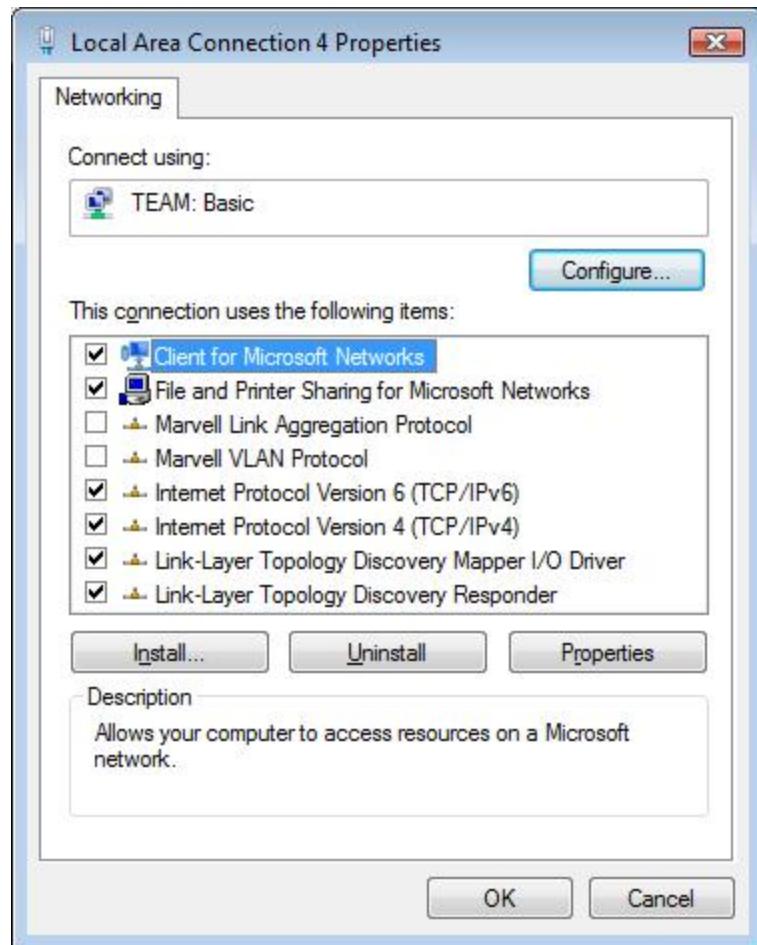 Local Area Connection 4 Properties
Networking
Connect using:
TEAM: Basic
Configure...
This connection uses the following items:
Client for Microsoft Networks
File and Printer Sharing for Microsoft Networks
Marvell Link Aggregation Protocol
Marvell VLAN Protocol
Internet Protocol Version 6 (TCP/IPv6)
Internet Protocol Version 4 (TCP/IPv4)
Link-Layer Topology Discovery Mapper I/O Driver
Link-Layer Topology Discovery Responder
Install... Uninstall Properties
Description
Allows your computer to access resources on a Microsoft
network.
OK Cancel